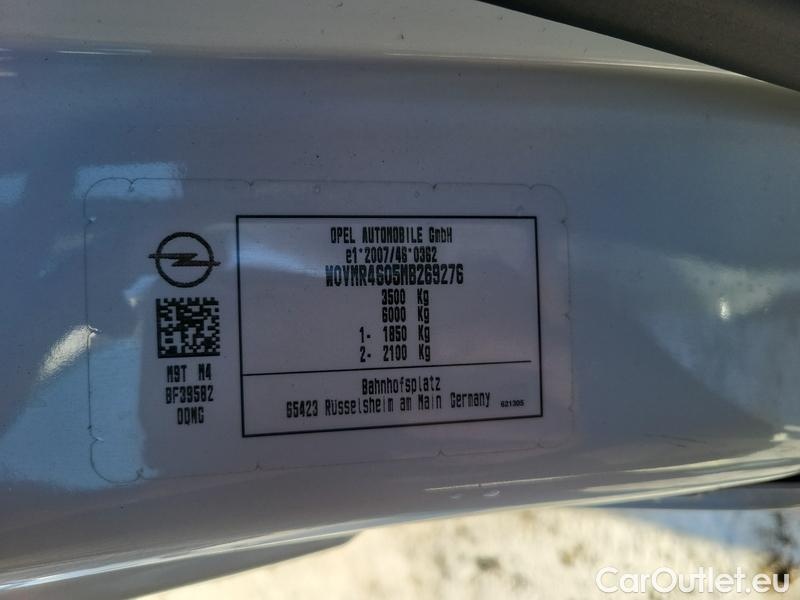 OPEL AUTOMOBILE GmbH
e1*2007/46*0362
W0VMR4605MB269276
3500 Kg
6000 Kg
1- 1850 Kg
2- 2100 Kg
M9T M4
BF39582
0QMG
Bahnhofsplatz
65423 Rüsselsheim am Main Germany
621305
CarOutlet.eu